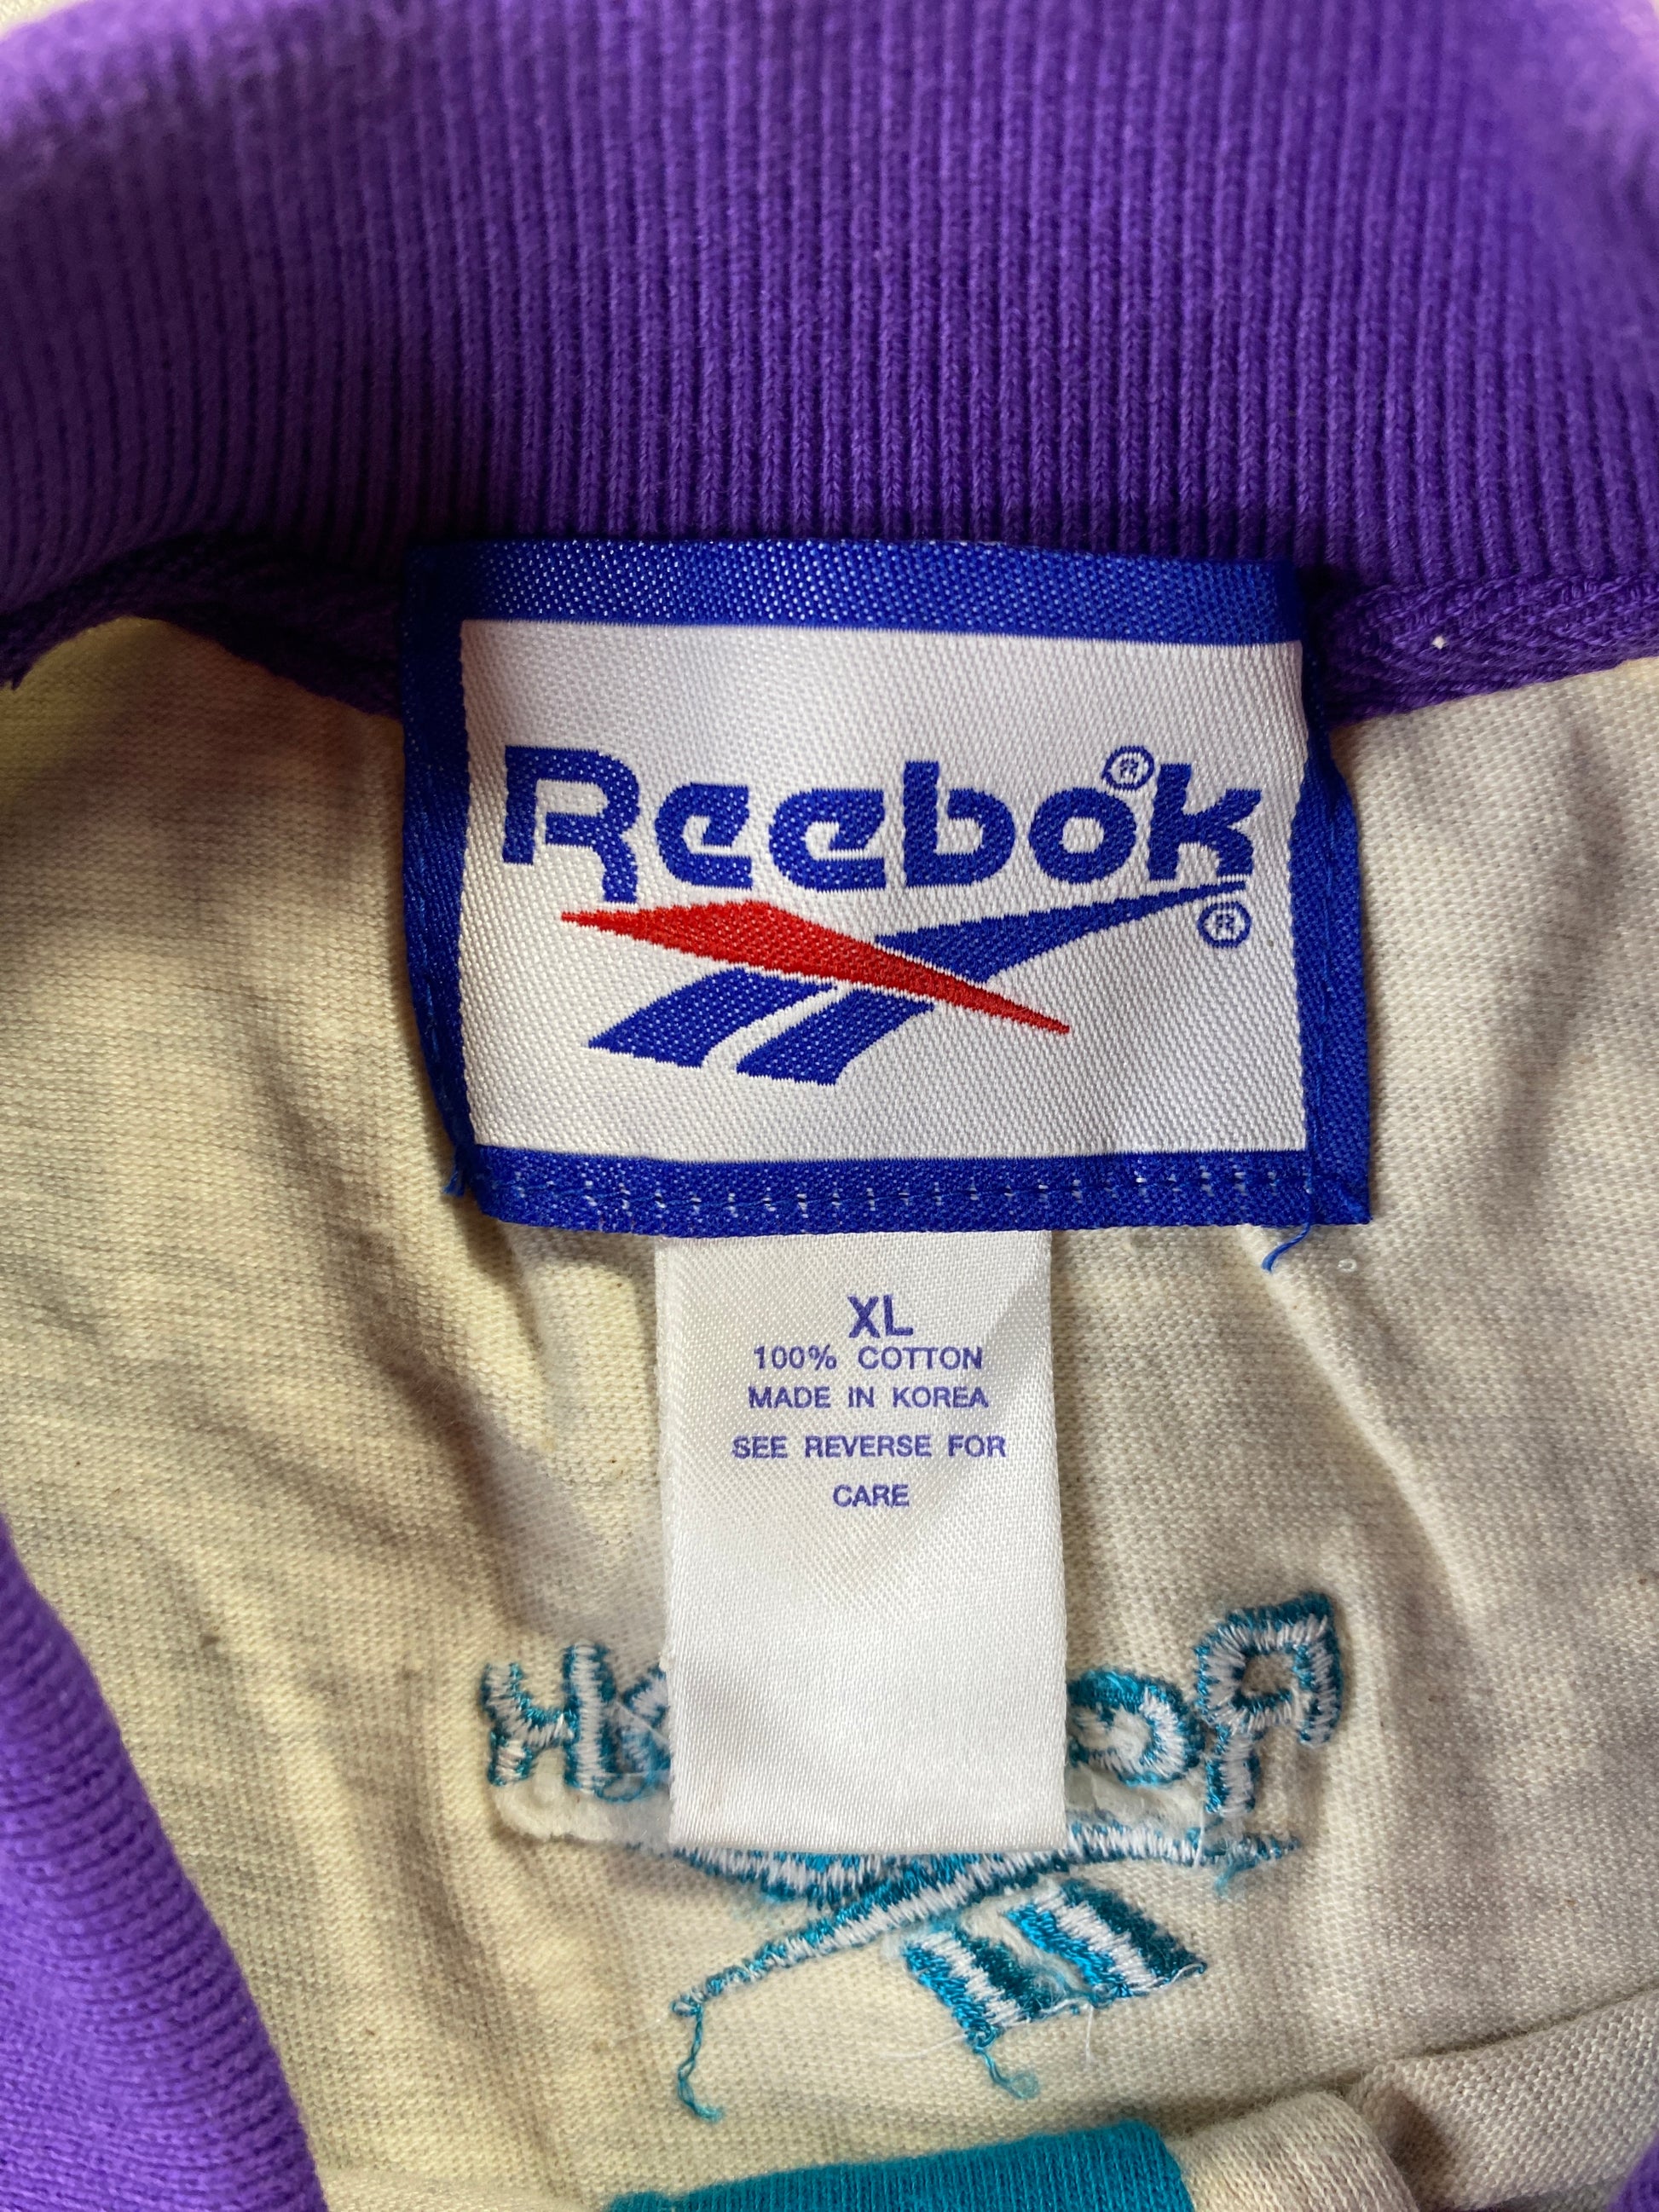 Reebok®
®
XL
100% COTTON
MADE IN KOREA
SEE REVERSE FOR
CARE